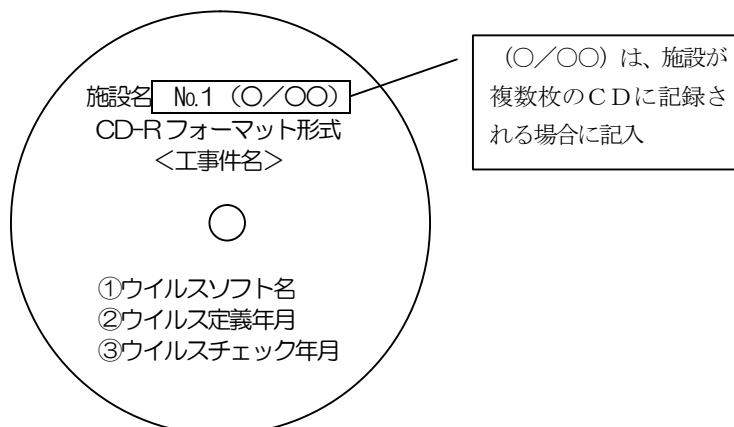 施設名 №1（〇／〇〇）
CD-Rフォーマット形式
＜工事件名＞
①ウイルスソフト名
②ウイルス定義年月
③ウイルスチェック年月
（〇／〇〇）は、施設が
複数枚のＣＤに記録さ
れる場合に記入